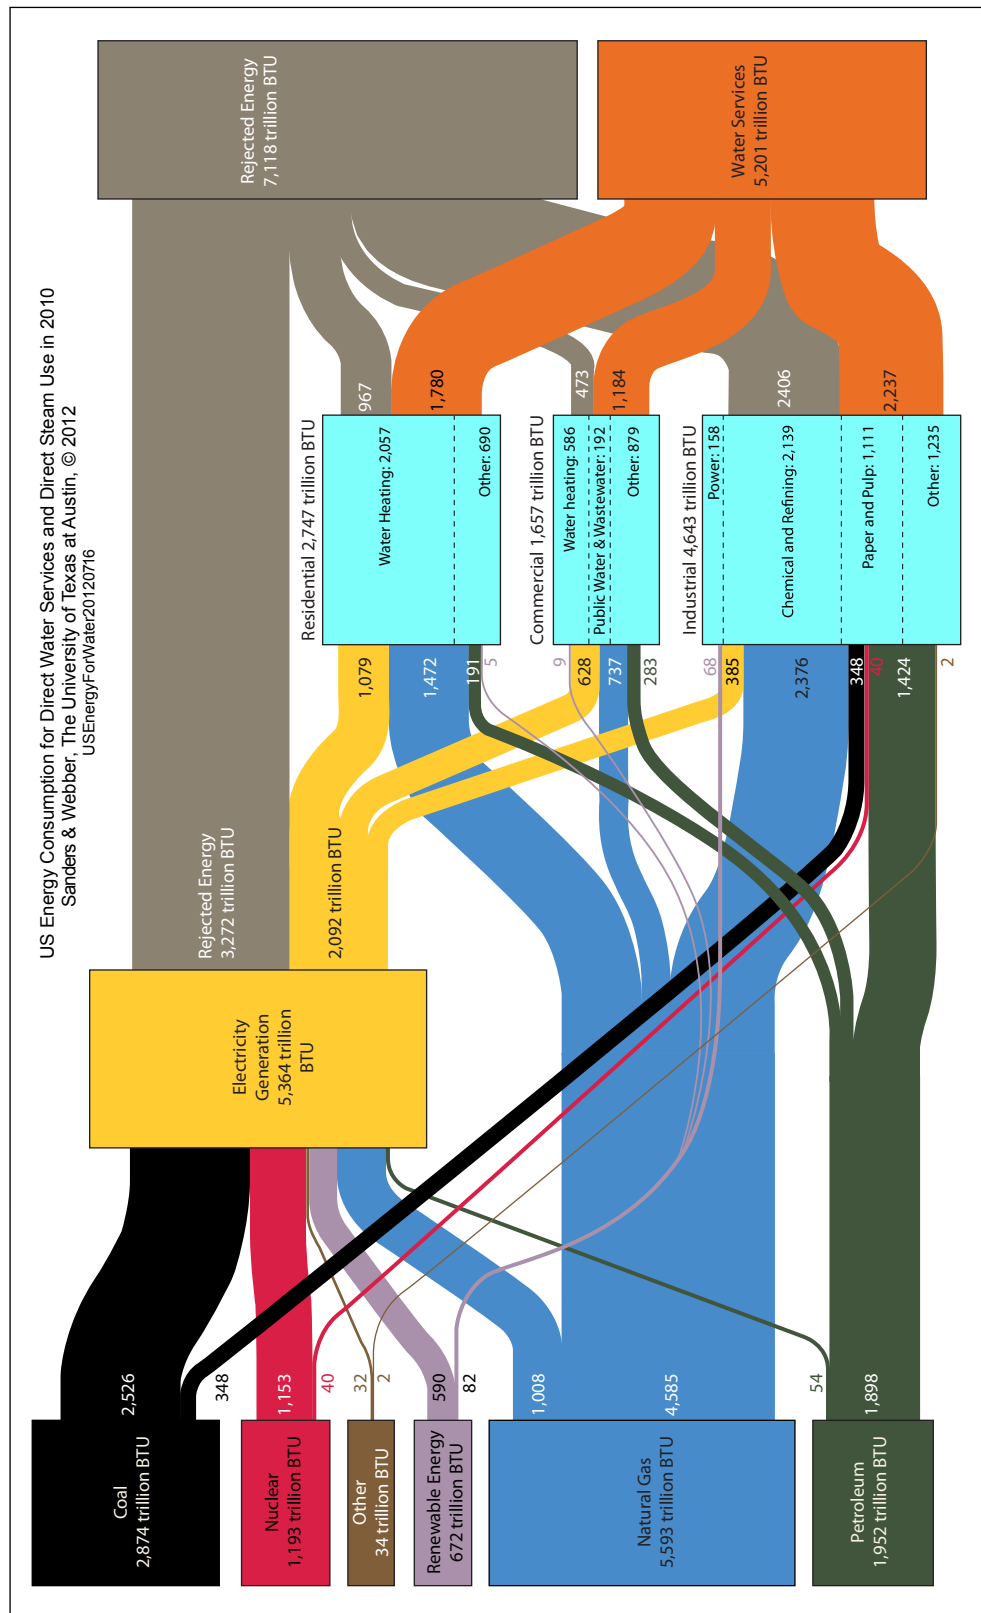 US Energy Consumption for Direct Water Services and Direct Steam Use in 2010
Sanders & Webber, The University of Texas at Austin, © 2012
USEnergyForWater20120716
Coal
2,874 trillion BTU
2,526
348
Nuclear
1,193 trillion BTU
1,153
40
Other
34 trillion BTU
32
2
Renewable Energy
672 trillion BTU
590
82
Natural Gas
5,593 trillion BTU
1,008
4,585
Petroleum
1,952 trillion BTU
54
1,898
Electricity
Generation
5,364 trillion
BTU
Rejected Energy
3,272 trillion BTU
2,092 trillion BTU
1,079
1,472
191
5
9
628
737
283
68
385
2,376
348
40
1,424
2
Residential 2,747 trillion BTU
Water Heating: 2,057
Other: 690
Commercial 1,657 trillion BTU
Water heating: 586
Public Water & Wastewater: 192
Other: 879
Industrial 4,643 trillion BTU
Power: 158
Chemical and Refining: 2,139
Paper and Pulp: 1,111
Other: 1,235
967
1,780
473
1,184
2406
2,237
Rejected Energy
7,118 trillion BTU
Water Services
5,201 trillion BTU